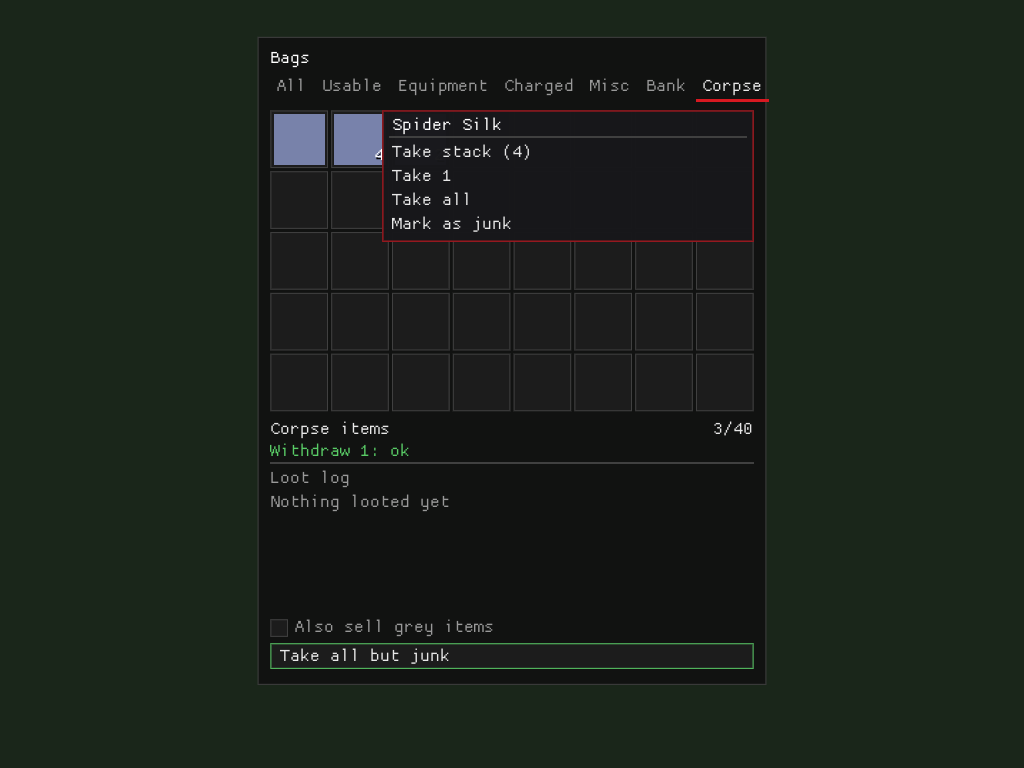 Bags
All Usable Equipment Charged Misc Bank Corpse
Spider Silk
4
Take stack (4)
Take 1
Take all
Mark as junk
Corpse items 3/40
Withdraw 1: ok
Loot log
Nothing looted yet
Also sell grey items
Take all but junk